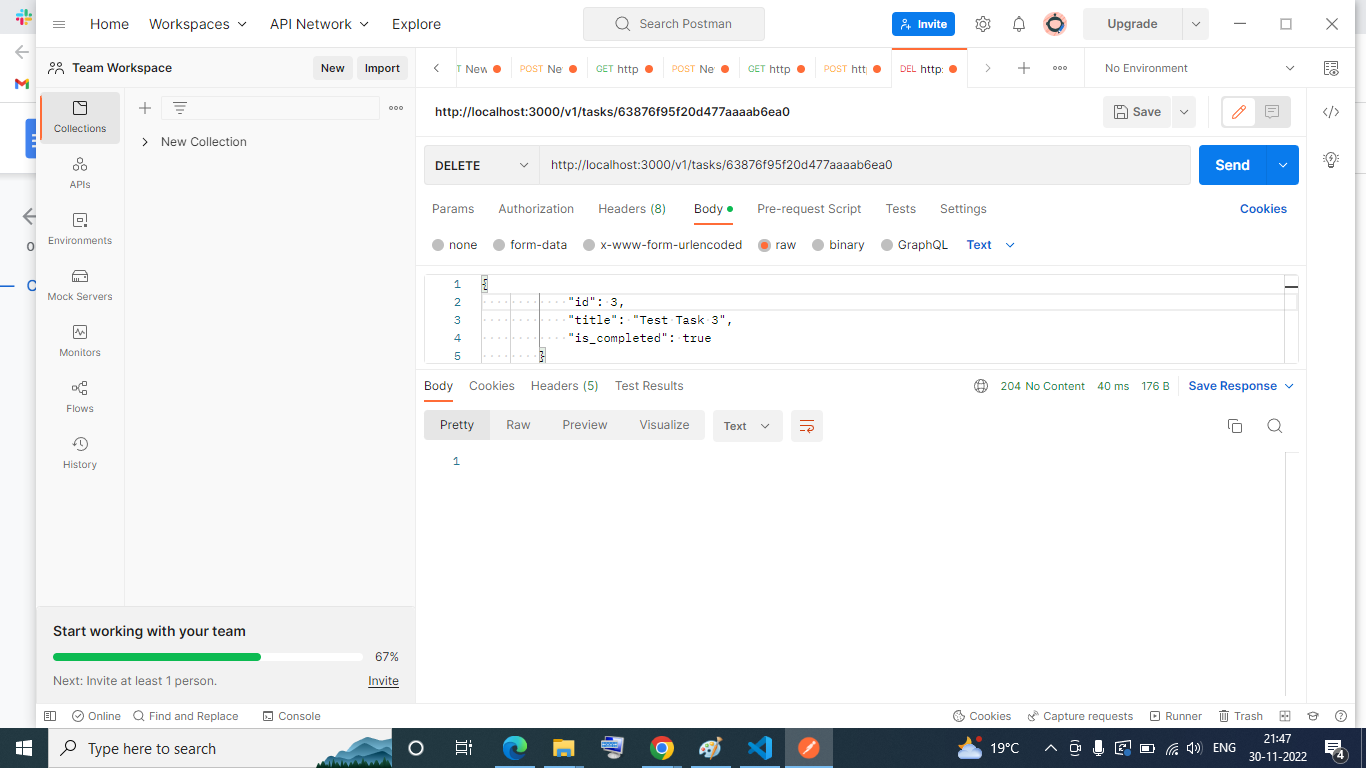 Home Workspaces API Network Explore Search Postman Invite Upgrade
Team Workspace New Import New POST Ne GET http POST Ne GET http POST htt DEL http: No Environment
Collections
New Collection
APIs
Environments
Mock Servers
Monitors
Flows
History
http://localhost:3000/v1/tasks/63876f95f20d477aaaab6ea0 Save
DELETE http://localhost:3000/v1/tasks/63876f95f20d477aaaab6ea0 Send
Params Authorization Headers (8) Body Pre-request Script Tests Settings Cookies
none form-data x-www-form-urlencoded raw binary GraphQL Text
1 {
2 "id": 3,
3 "title": "Test Task 3",
4 "is_completed": true
5 }
Body Cookies Headers (5) Test Results 204 No Content 40 ms 176 B Save Response
Pretty Raw Preview Visualize Text
1
Start working with your team
67%
Next: Invite at least 1 person. Invite
Online Find and Replace Console Cookies Capture requests Runner Trash
Type here to search 19°C ENG 21:47
30-11-2022 4